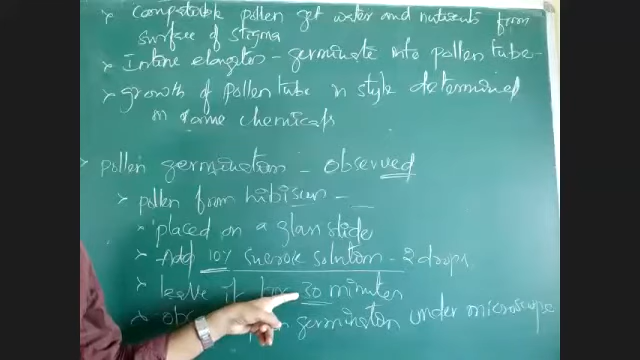 > Compatable pollen get water and nutrients from
surface of stigma
> Intine elongates - germinate into pollen tube -
> growth of pollen tube in style determined
in some chemicals
> pollen germination - observed
> pollen from hibiscus -
> placed on a glass slide
> Add 10% sucrose solution - 2 drops
> leave it for 30 minutes
> germination under microscope